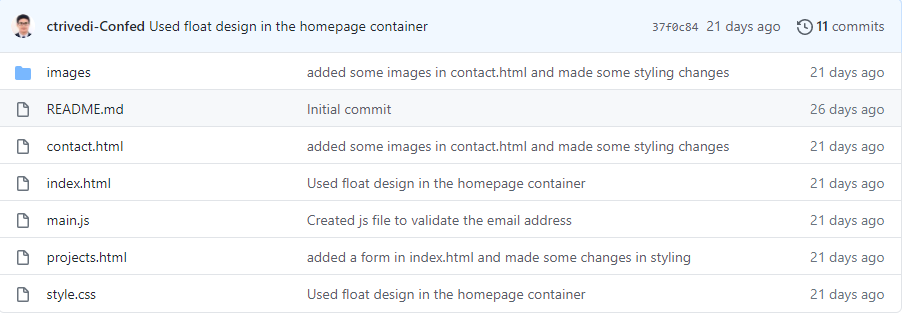 ctrivedi-Confed Used float design in the homepage container 37f0c84 21 days ago 11 commits
images added some images in contact.html and made some styling changes 21 days ago
README.md Initial commit 26 days ago
contact.html added some images in contact.html and made some styling changes 21 days ago
index.html Used float design in the homepage container 21 days ago
main.js Created js file to validate the email address 21 days ago
projects.html added a form in index.html and made some changes in styling 21 days ago
style.css Used float design in the homepage container 21 days ago